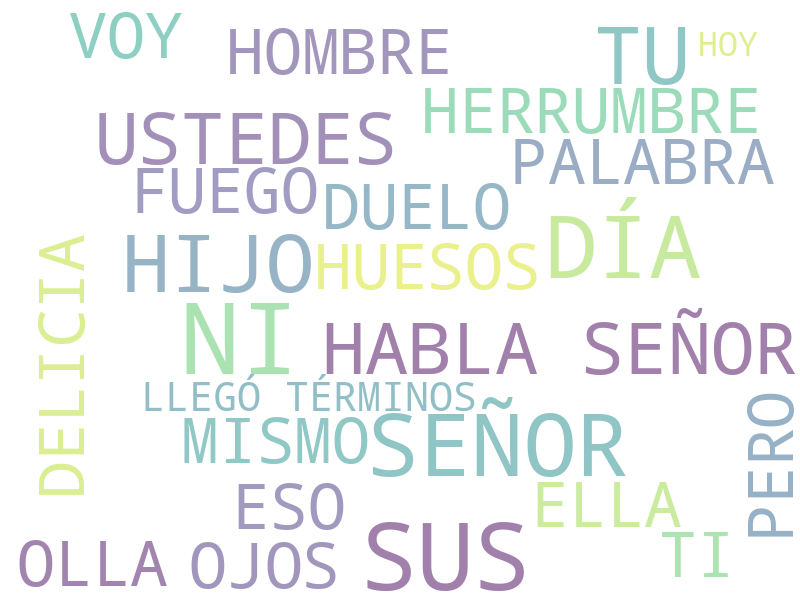 VOY
HOMBRE
TU
HOY
HERRUMBRE
USTEDES
PALABRA
FUEGO
DUELO
DÍA
HIJO
HUESOS
DELICIA
NI
HABLA SEÑOR
LLEGÓ TÉRMINOS
MISMO
SEÑOR
PERO
ESO
ELLA
SUS
TI
OLLA
OJOS